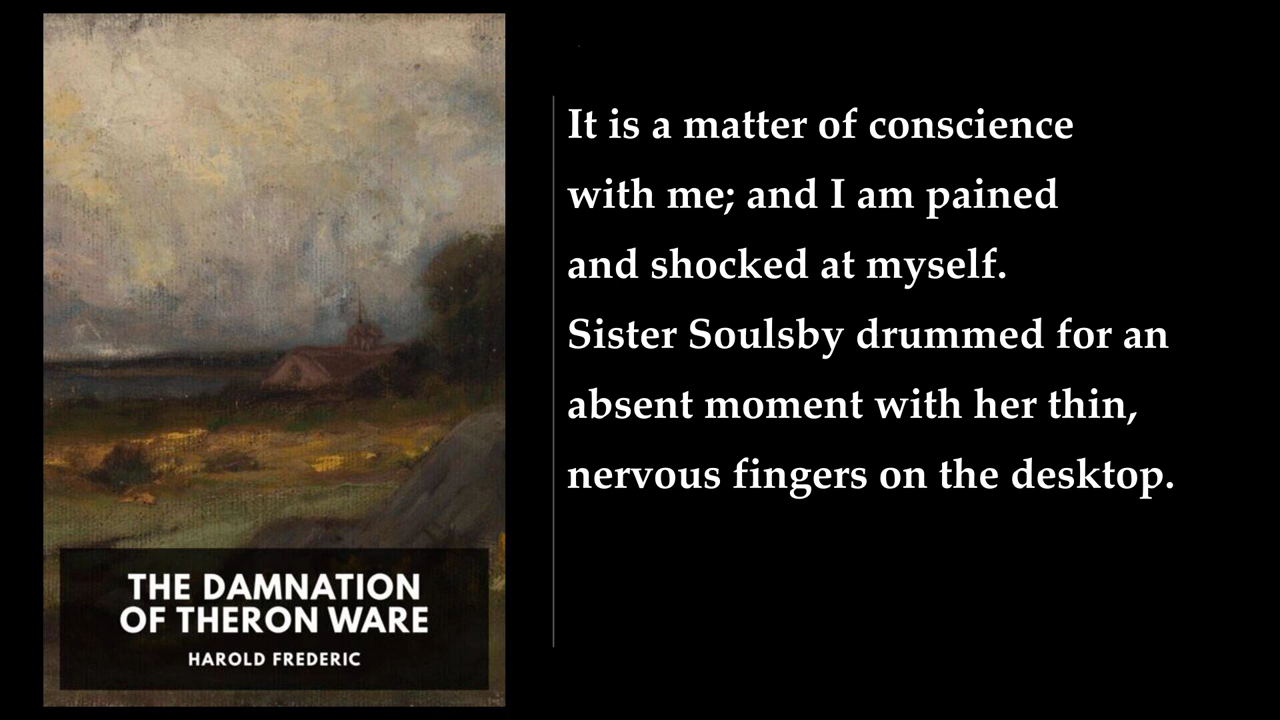 THE DAMNATION
OF THERON WARE
HAROLD FREDERIC
It is a matter of conscience
with me; and I am pained
and shocked at myself.
Sister Soulsby drummed for an
absent moment with her thin,
nervous fingers on the desktop.